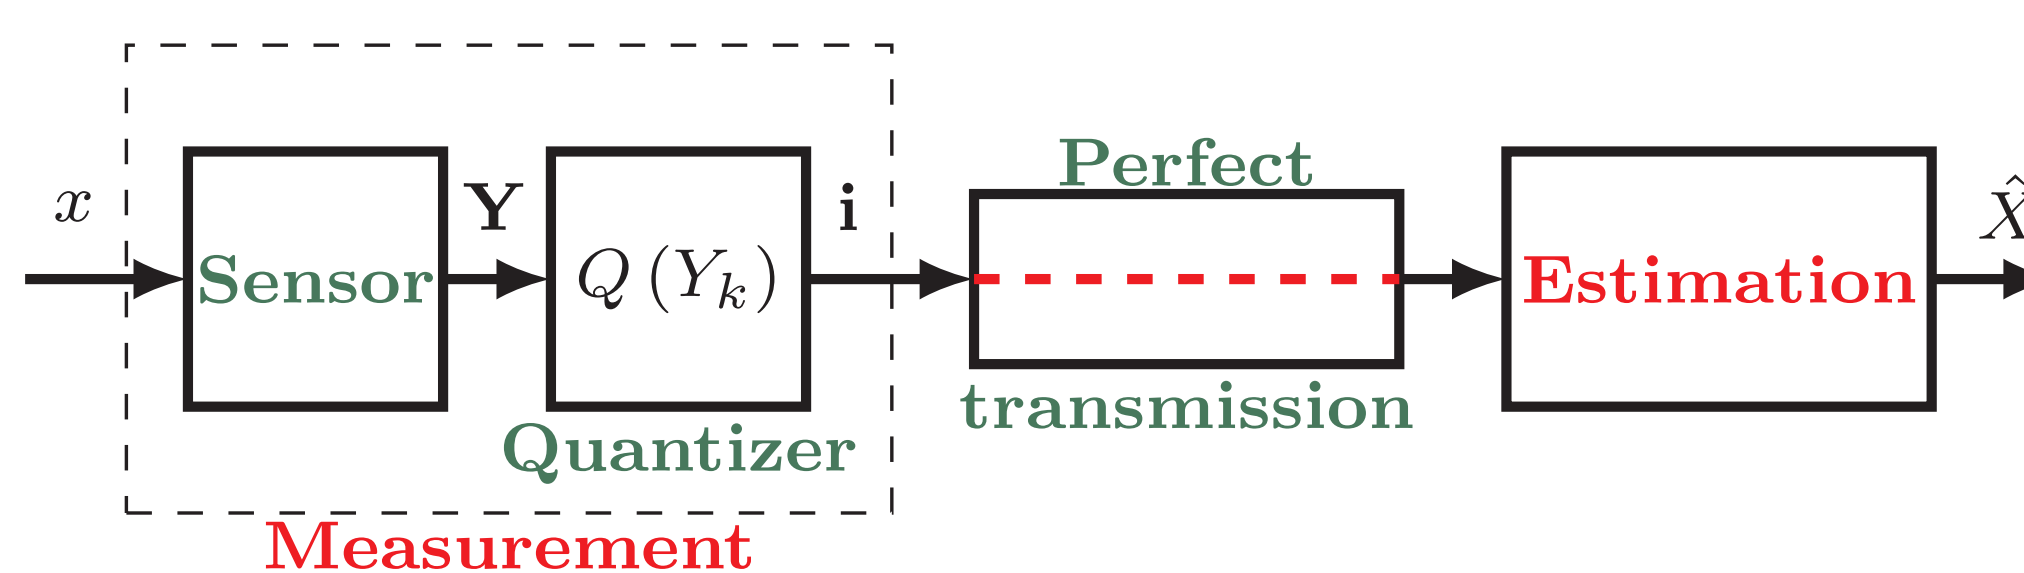 x
Sensor
Y
Q (Y_k)
i
Quantizer
Measurement
Perfect
transmission
Estimation
X̂